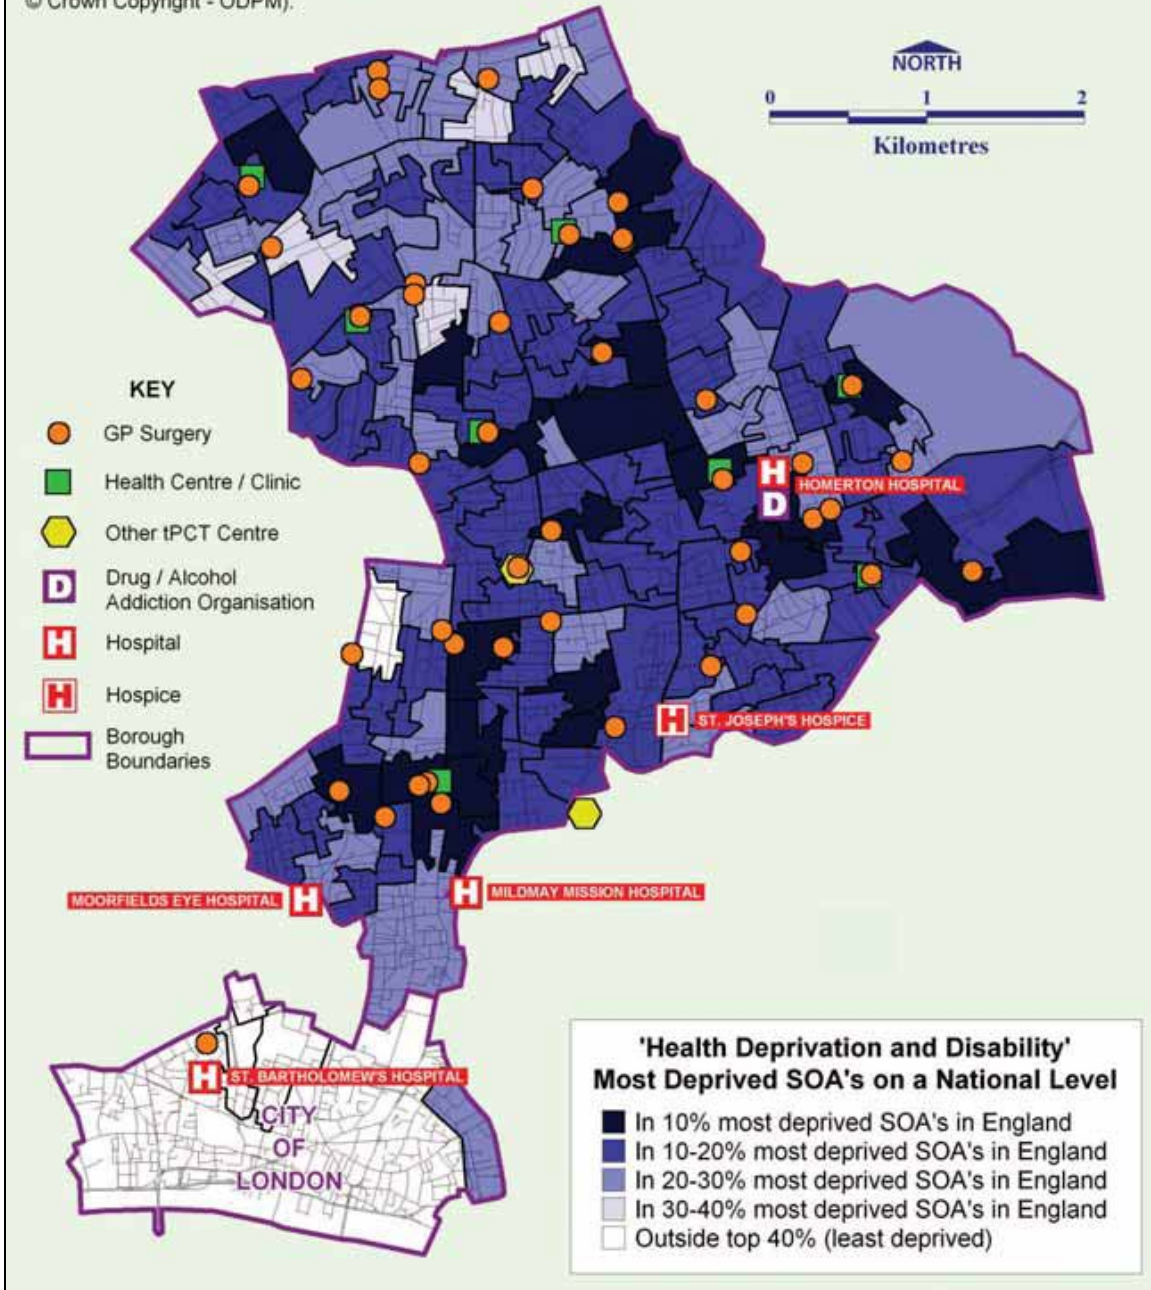 © Crown Copyright - ODPM).
NORTH
0 1 2
Kilometres
KEY
GP Surgery
Health Centre / Clinic
Other tPCT Centre
D Drug / Alcohol
Addiction Organisation
H Hospital
H Hospice
Borough
Boundaries
H HOMERTON HOSPITAL
D
H ST. JOSEPH'S HOSPICE
MOORFIELDS EYE HOSPITAL H
H MILDMAY MISSION HOSPITAL
H ST. BARTHOLOMEW'S HOSPITAL
CITY
OF
LONDON
'Health Deprivation and Disability'
Most Deprived SOA's on a National Level
In 10% most deprived SOA's in England
In 10-20% most deprived SOA's in England
In 20-30% most deprived SOA's in England
In 30-40% most deprived SOA's in England
Outside top 40% (least deprived)